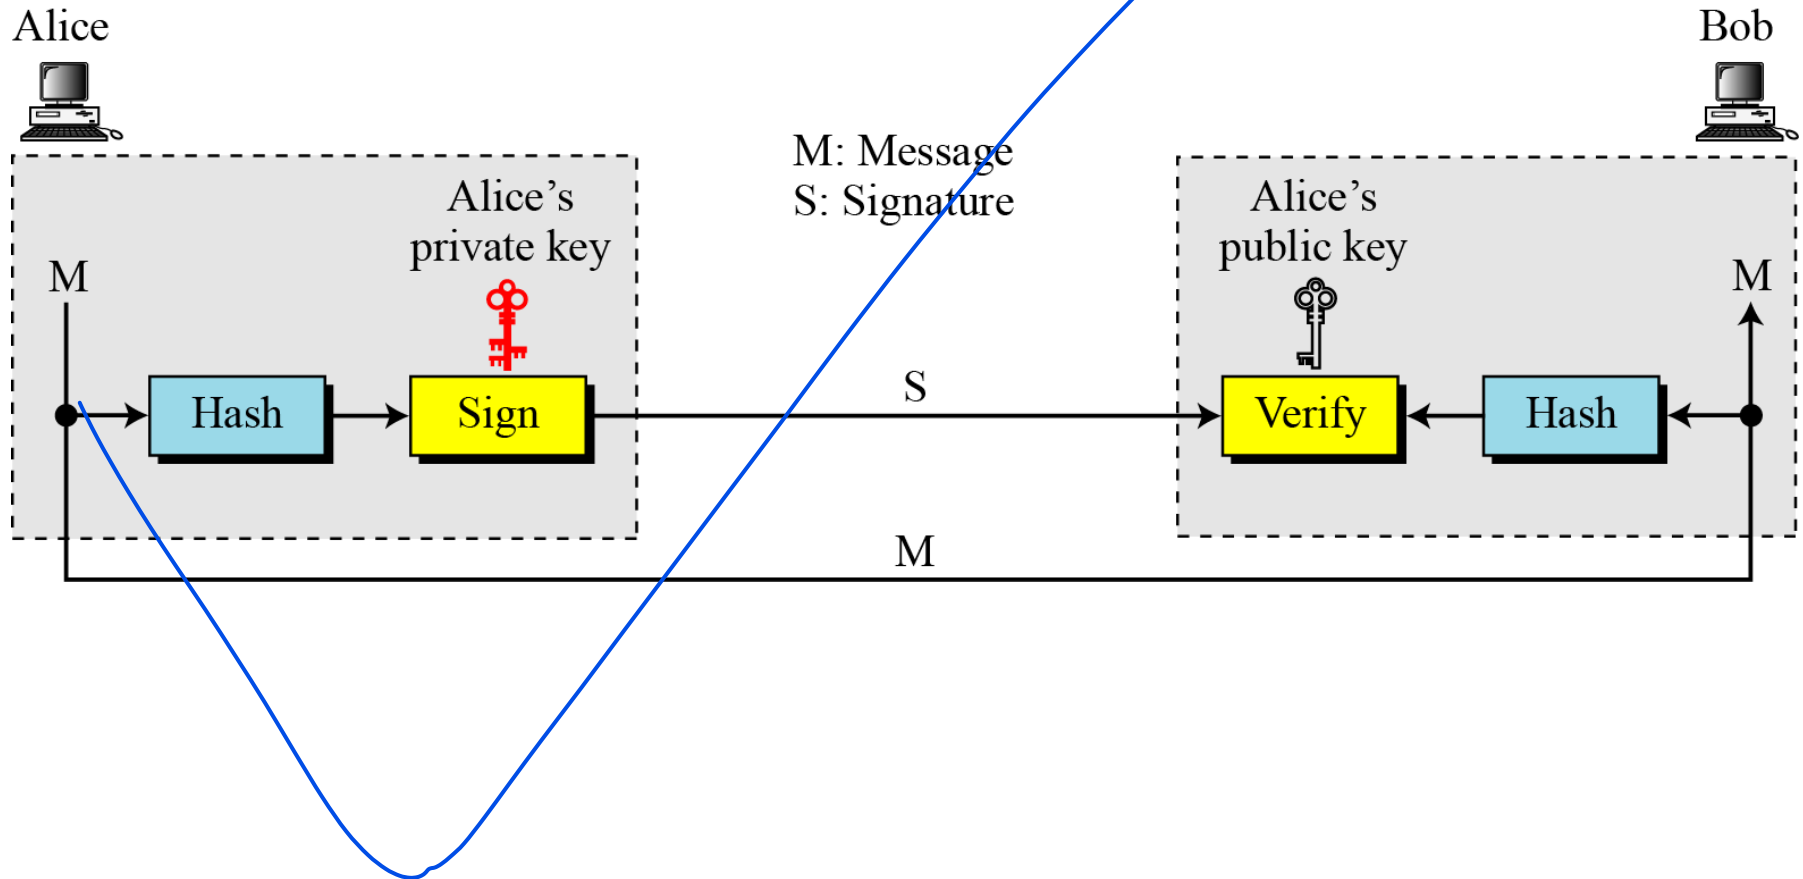 Alice
Bob
M: Message
S: Signature
Alice’s
private key
Alice’s
public key
M
M
Hash
Sign
S
Verify
Hash
M